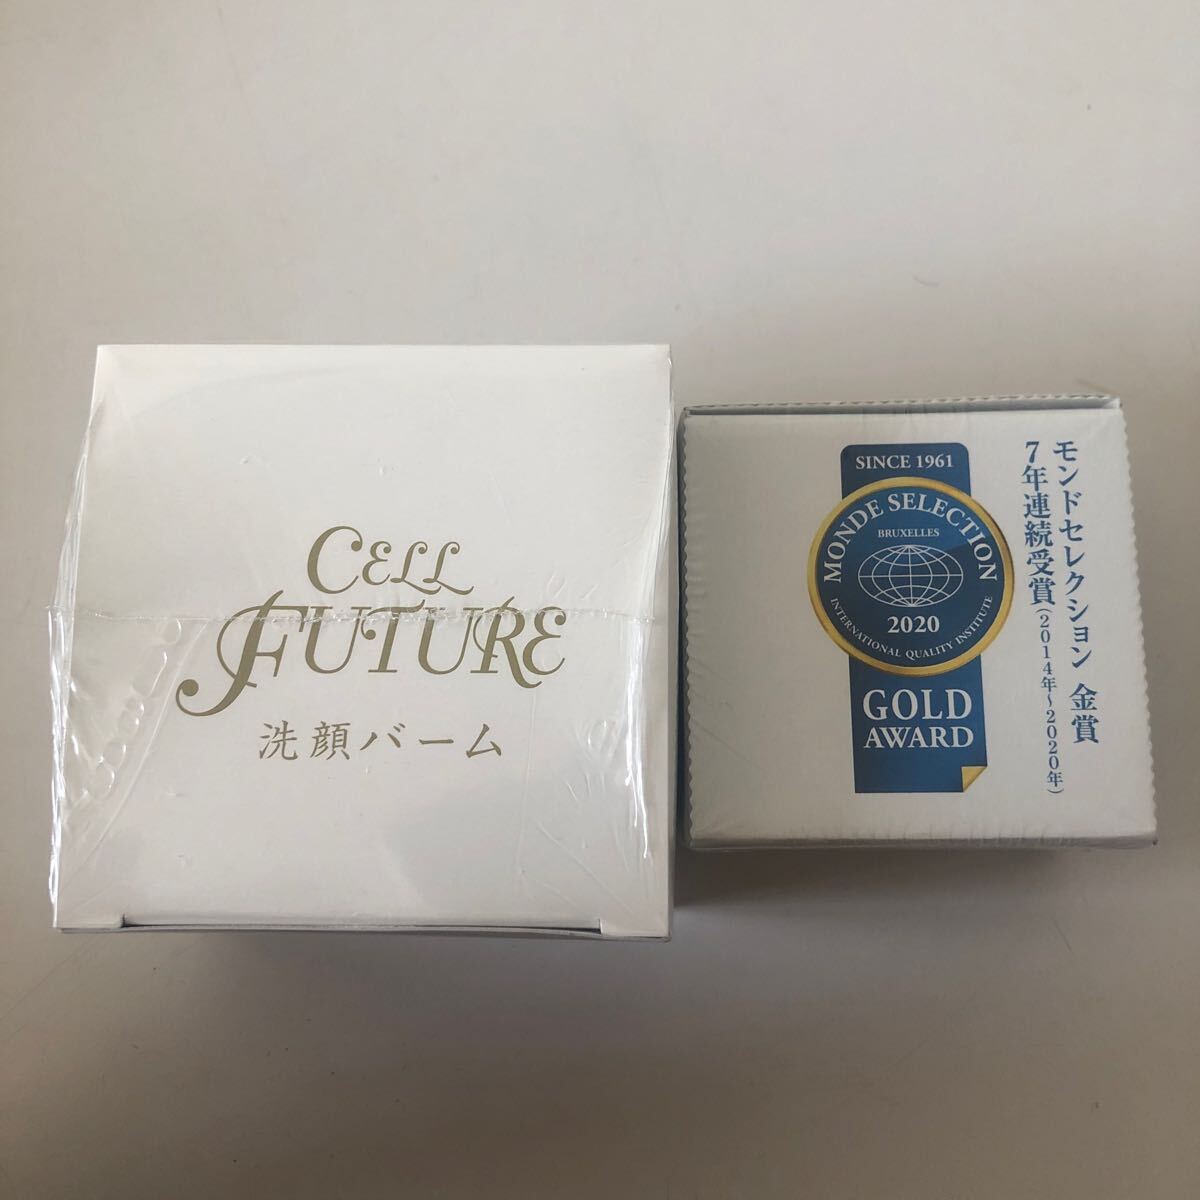 CELL
FUTURE
洗顔バーム
SINCE 1961
MONDE SELECTION
BRUXELLES
2020
INTERNATIONAL QUALITY INSTITUTE
GOLD
AWARD
モンドセレクション 金賞
7年連続受賞(2014年~2020年)